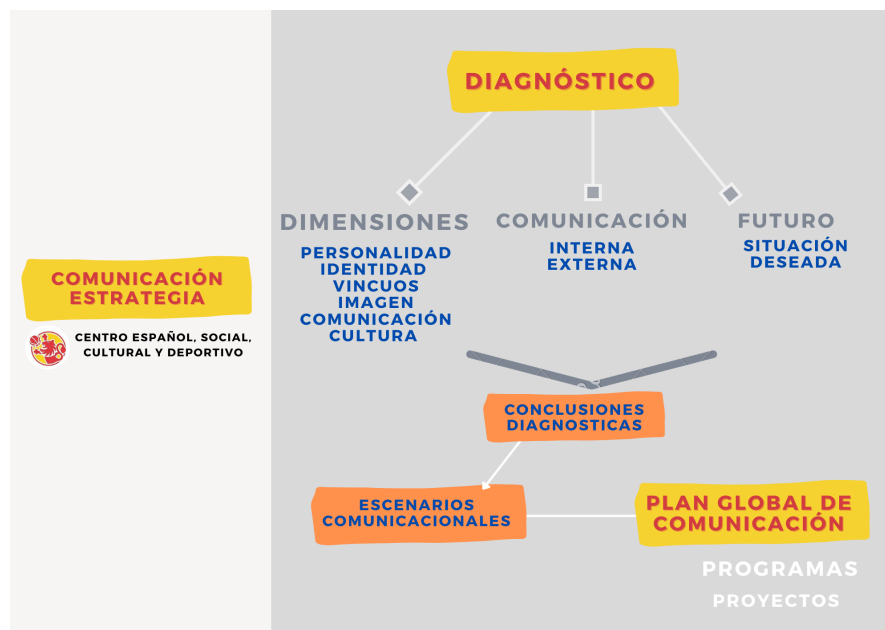 COMUNICACIÓN
ESTRATEGIA
CENTRO ESPAÑOL, SOCIAL,
CULTURAL Y DEPORTIVO
DIAGNÓSTICO
DIMENSIONES
PERSONALIDAD
IDENTIDAD
VINCUOS
IMAGEN
COMUNICACIÓN
CULTURA
COMUNICACIÓN
INTERNA
EXTERNA
FUTURO
SITUACIÓN
DESEADA
CONCLUSIONES
DIAGNOSTICAS
ESCENARIOS
COMUNICACIONALES
PLAN GLOBAL DE
COMUNICACIÓN
PROGRAMAS
PROYECTOS